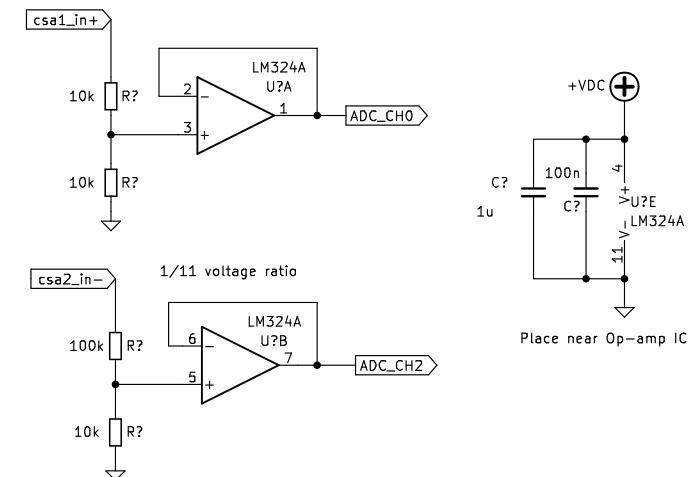 csa1_in+
10k R?
10k R?
LM324A
U?A
2
-
3
+
1
ADC_CH0
+VDC
C?
1u
100n
C?
4
V+
U?E
LM324A
V-
11
Place near Op-amp IC
csa2_in-
1/11 voltage ratio
100k R?
10k R?
LM324A
U?B
6
-
5
+
7
ADC_CH2